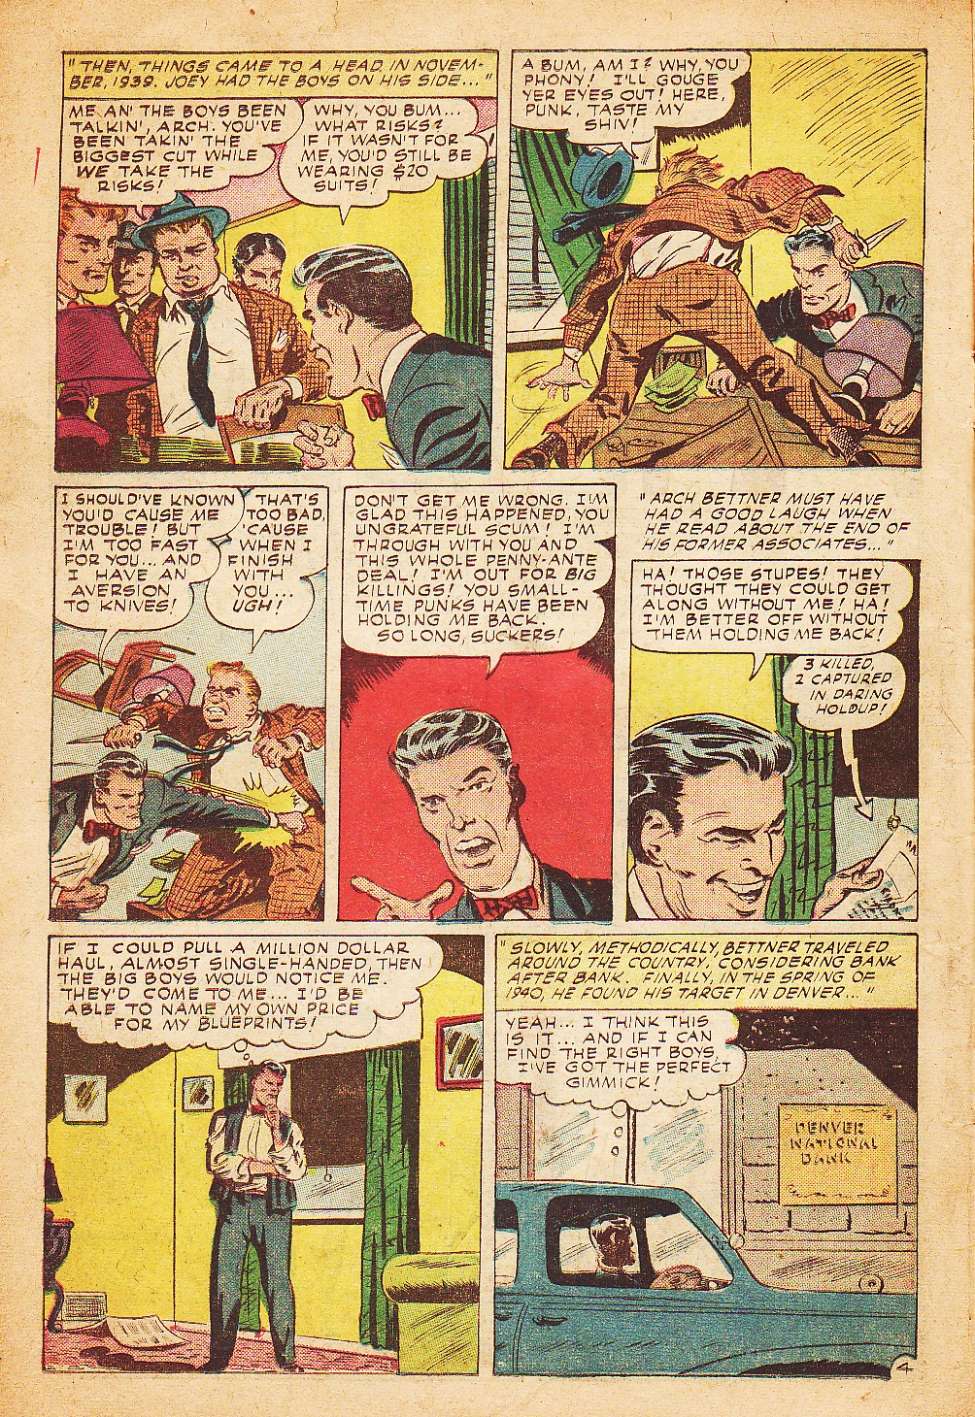 "THEN, THINGS CAME TO A HEAD IN NOVEM-
BER, 1939. JOEY HAD THE BOYS ON HIS SIDE..."
ME AN' THE BOYS BEEN
TALKIN', ARCH. YOU'VE
BEEN TAKIN' THE
BIGGEST CUT WHILE
WE TAKE THE
RISKS!
WHY, YOU BUM...
WHAT RISKS?
IF IT WASN'T FOR
ME, YOU'D STILL BE
WEARING $20
SUITS!
A BUM, AM I? WHY, YOU
PHONY! I'LL GOUGE
YER EYES OUT! HERE,
PUNK, TASTE MY
SHIV!
I SHOULD'VE KNOWN
YOU'D CAUSE ME
TROUBLE! BUT
I'M TOO FAST
FOR YOU... AND
I HAVE AN
AVERSION
TO KNIVES!
THAT'S
TOO BAD,
'CAUSE
WHEN I
FINISH
WITH
YOU...
UGH!
DON'T GET ME WRONG. I'M
GLAD THIS HAPPENED, YOU
UNGRATEFUL SCUM! I'M
THROUGH WITH YOU AND
THIS WHOLE PENNY-ANTE
DEAL! I'M OUT FOR BIG
KILLINGS! YOU SMALL-
TIME PUNKS HAVE BEEN
HOLDING ME BACK.
SO LONG, SUCKERS!
"ARCH BETTNER MUST HAVE
HAD A GOOD LAUGH WHEN
HE READ ABOUT THE END OF
HIS FORMER ASSOCIATES..."
HA! THOSE STUPES! THEY
THOUGHT THEY COULD GET
ALONG WITHOUT ME! HA!
I'M BETTER OFF WITHOUT
THEM HOLDING ME BACK!
3 KILLED,
2 CAPTURED
IN DARING
HOLDUP!
IF I COULD PULL A MILLION DOLLAR
HAUL, ALMOST SINGLE-HANDED, THEN
THE BIG BOYS WOULD NOTICE ME.
THEY'D COME TO ME... I'D BE
ABLE TO NAME MY OWN PRICE
FOR MY BLUEPRINTS!
"SLOWLY, METHODICALLY, BETTNER TRAVELED
AROUND THE COUNTRY, CONSIDERING BANK
AFTER BANK. FINALLY, IN THE SPRING OF
1940, HE FOUND HIS TARGET IN DENVER..."
YEAH... I THINK THIS
IS IT... AND IF I CAN
FIND THE RIGHT BOYS,
I'VE GOT THE PERFECT
GIMMICK!
DENVER
NATIONAL
BANK
4